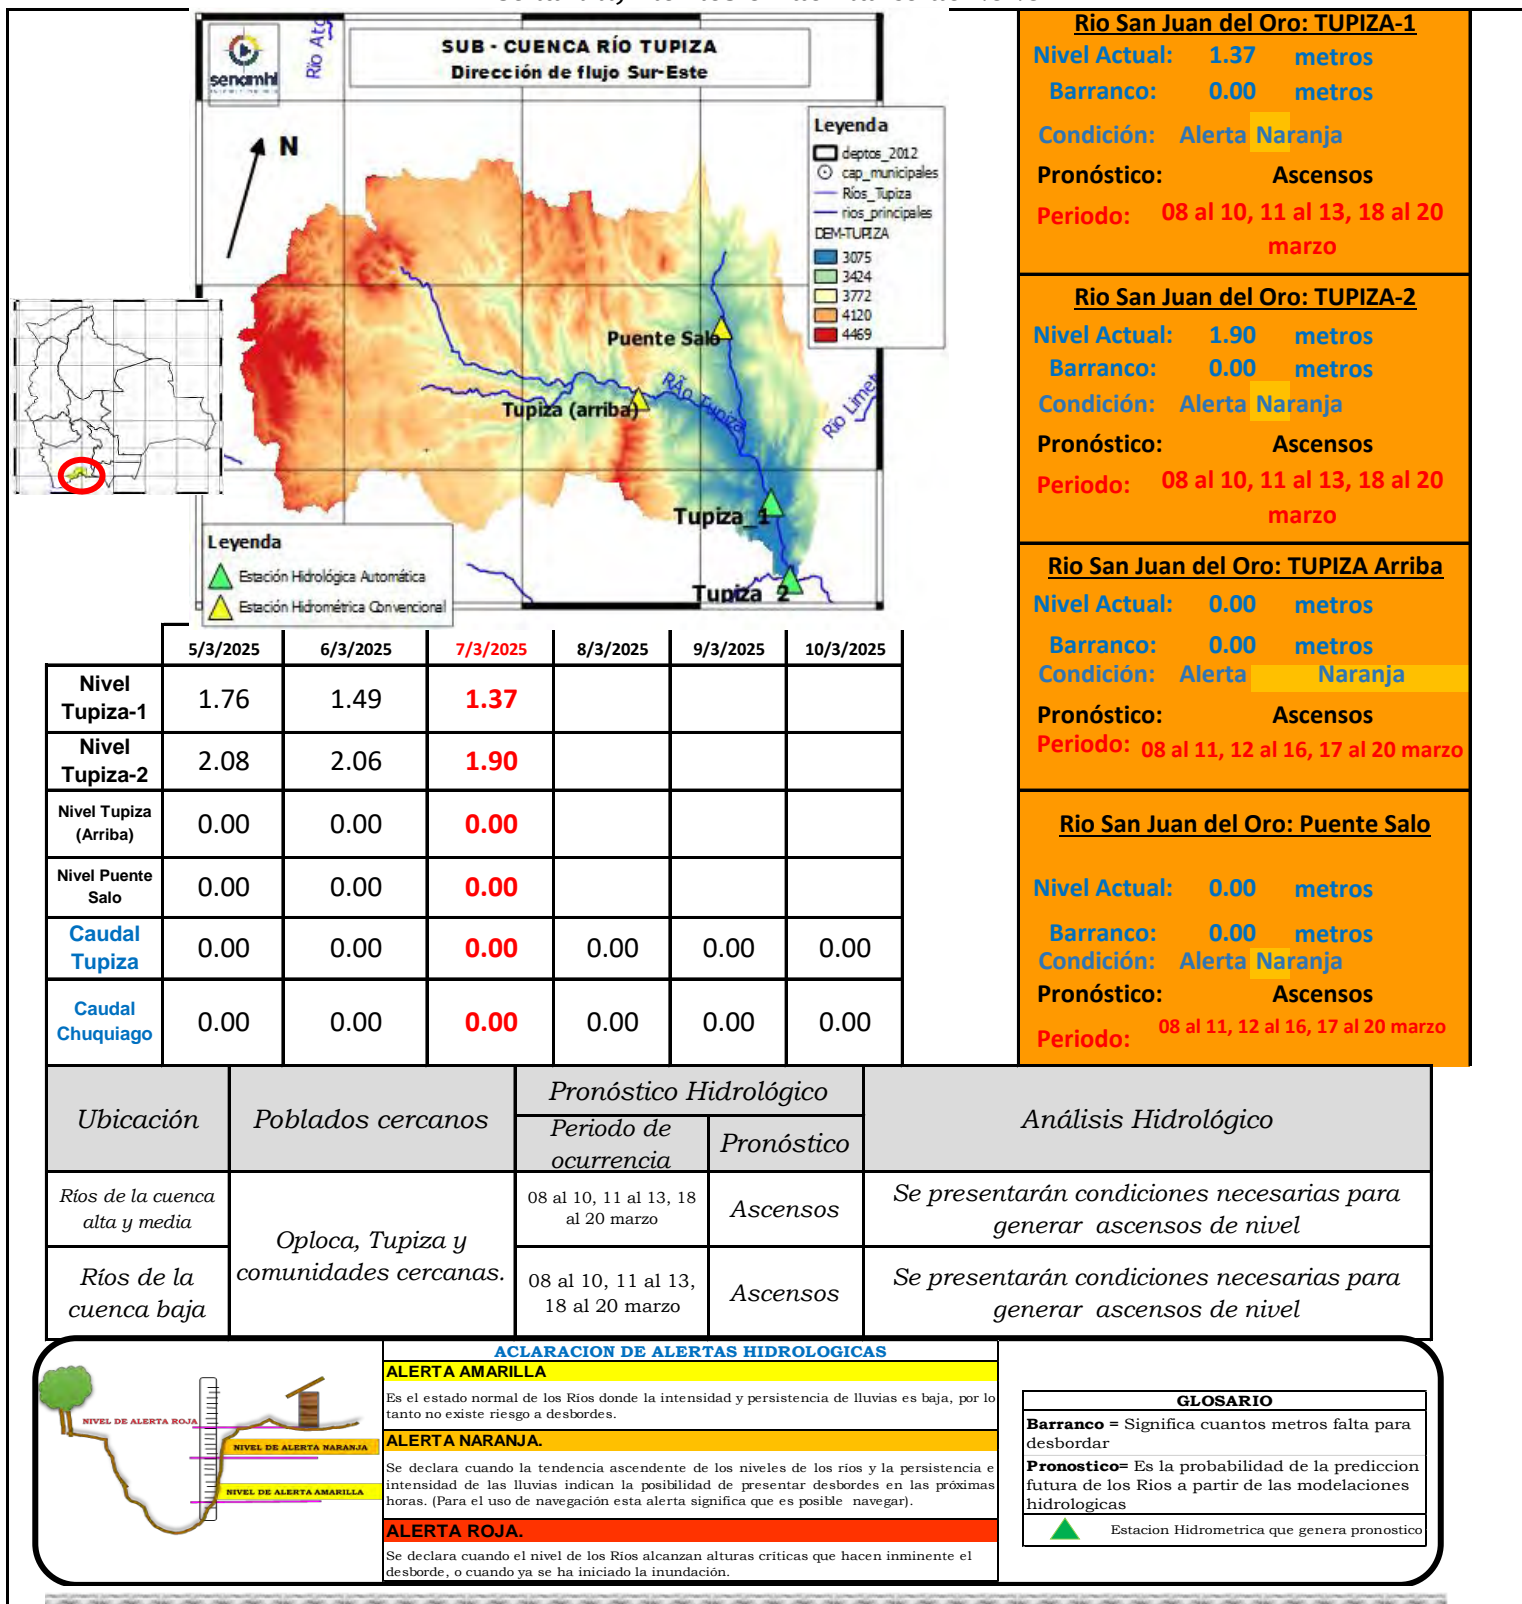 senamhi
SUB - CUENCA RÍO TUPIZA
Dirección de flujo Sur-Este
N
Leyenda
deptos_2012
cap_municipales
Ríos_Tupiza
rios_principales
DEM-TUPIZA
3075
3424
3772
4120
4469
Puente Salo
Tupiza (arriba)
RÃo Tupiza
Rio Limet
Tupiza_1
Tupiza_2
Leyenda
Estación Hidrológica Automática
Estación Hidrométrica Convencional
Rio San Juan del Oro: TUPIZA-1
Nivel Actual: 1.37 metros
Barranco: 0.00 metros
Condición: Alerta Naranja
Pronóstico: Ascensos
Periodo: 08 al 10, 11 al 13, 18 al 20
marzo
Rio San Juan del Oro: TUPIZA-2
Nivel Actual: 1.90 metros
Barranco: 0.00 metros
Condición: Alerta Naranja
Pronóstico: Ascensos
Periodo: 08 al 10, 11 al 13, 18 al 20
marzo
Rio San Juan del Oro: TUPIZA Arriba
Nivel Actual: 0.00 metros
Barranco: 0.00 metros
Condición: Alerta Naranja
Pronóstico: Ascensos
Periodo: 08 al 11, 12 al 16, 17 al 20 marzo
Rio San Juan del Oro: Puente Salo
Nivel Actual: 0.00 metros
Barranco: 0.00 metros
Condición: Alerta Naranja
Pronóstico: Ascensos
Periodo: 08 al 11, 12 al 16, 17 al 20 marzo
5/3/2025 6/3/2025 7/3/2025 8/3/2025 9/3/2025 10/3/2025
Nivel
Tupiza-1 1.76 1.49 1.37
Nivel
Tupiza-2 2.08 2.06 1.90
Nivel Tupiza
(Arriba) 0.00 0.00 0.00
Nivel Puente
Salo 0.00 0.00 0.00
Caudal
Tupiza 0.00 0.00 0.00 0.00 0.00 0.00
Caudal
Chuquiago 0.00 0.00 0.00 0.00 0.00 0.00
Ubicación Poblados cercanos Pronóstico Hidrológico Análisis Hidrológico
Periodo de
ocurrencia Pronóstico
Ríos de la cuenca
alta y media
Oploca, Tupiza y
comunidades cercanas.
08 al 10, 11 al 13, 18
al 20 marzo
Ascensos
Se presentarán condiciones necesarias para
generar ascensos de nivel
Ríos de la
cuenca baja
08 al 10, 11 al 13,
18 al 20 marzo
Ascensos
Se presentarán condiciones necesarias para
generar ascensos de nivel
NIVEL DE ALERTA ROJA
NIVEL DE ALERTA NARANJA
NIVEL DE ALERTA AMARILLA
ACLARACION DE ALERTAS HIDROLOGICAS
ALERTA AMARILLA
Es el estado normal de los Rios donde la intensidad y persistencia de lluvias es baja, por lo
tanto no existe riesgo a desbordes.
ALERTA NARANJA.
Se declara cuando la tendencia ascendente de los niveles de los ríos y la persistencia e
intensidad de las lluvias indican la posibilidad de presentar desbordes en las próximas
horas. (Para el uso de navegación esta alerta significa que es posible navegar).
ALERTA ROJA.
Se declara cuando el nivel de los Rios alcanzan alturas criticas que hacen inminente el
desborde, o cuando ya se ha iniciado la inundación.
GLOSARIO
Barranco = Significa cuantos metros falta para
desbordar
Pronostico= Es la probabilidad de la prediccion
futura de los Rios a partir de las modelaciones
hidrologicas
Estacion Hidrometrica que genera pronostico